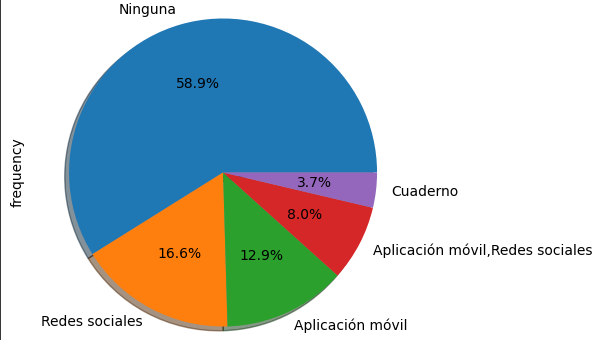 Ninguna
58.9%
frequency
3.7%
Cuaderno
8.0%
Aplicación móvil,Redes sociales
16.6%
12.9%
Redes sociales
Aplicación móvil